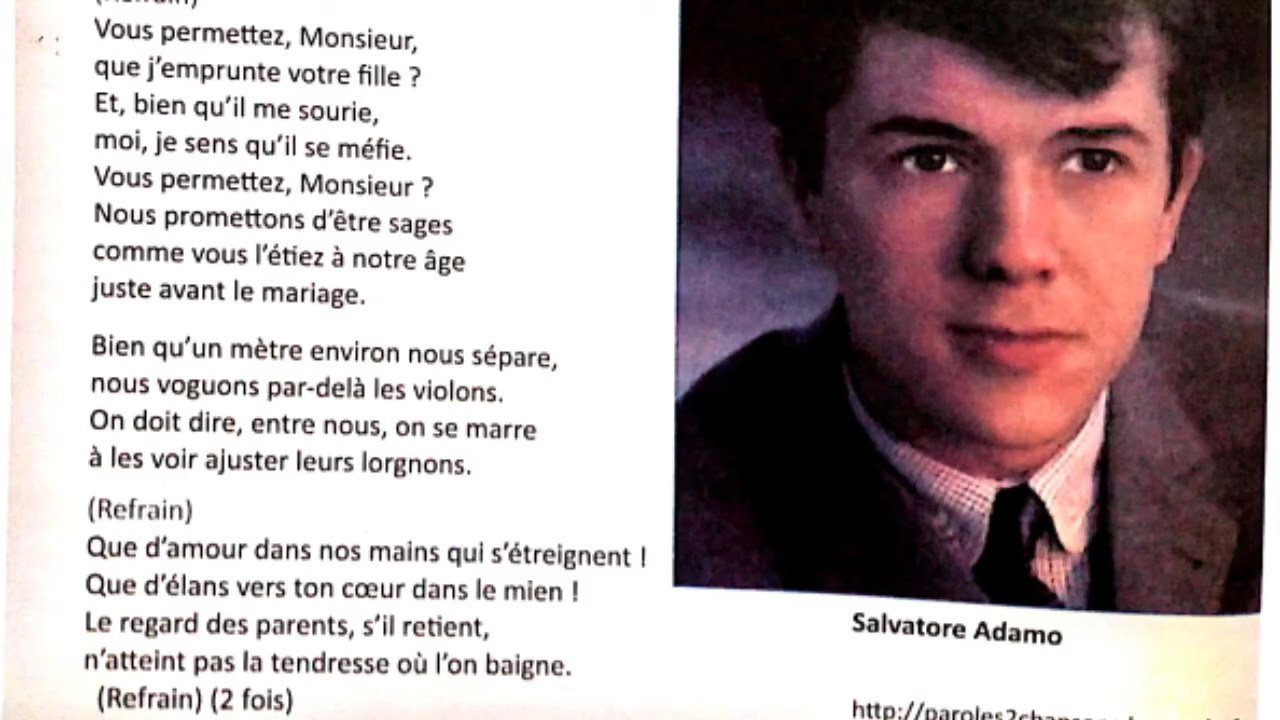 (Refrain)
Vous permettez, Monsieur,
que j'emprunte votre fille ?
Et, bien qu'il me sourie,
moi, je sens qu'il se méfie.
Vous permettez, Monsieur ?
Nous promettons d'être sages
comme vous l'étiez à notre âge
juste avant le mariage.
Bien qu'un mètre environ nous sépare,
nous voguons par-delà les violons.
On doit dire, entre nous, on se marre
à les voir ajuster leurs lorgnons.
(Refrain)
Que d'amour dans nos mains qui s'étreignent !
Que d'élans vers ton cœur dans le mien !
Le regard des parents, s'il retient,
n'atteint pas la tendresse où l'on baigne.
(Refrain) (2 fois)
Salvatore Adamo